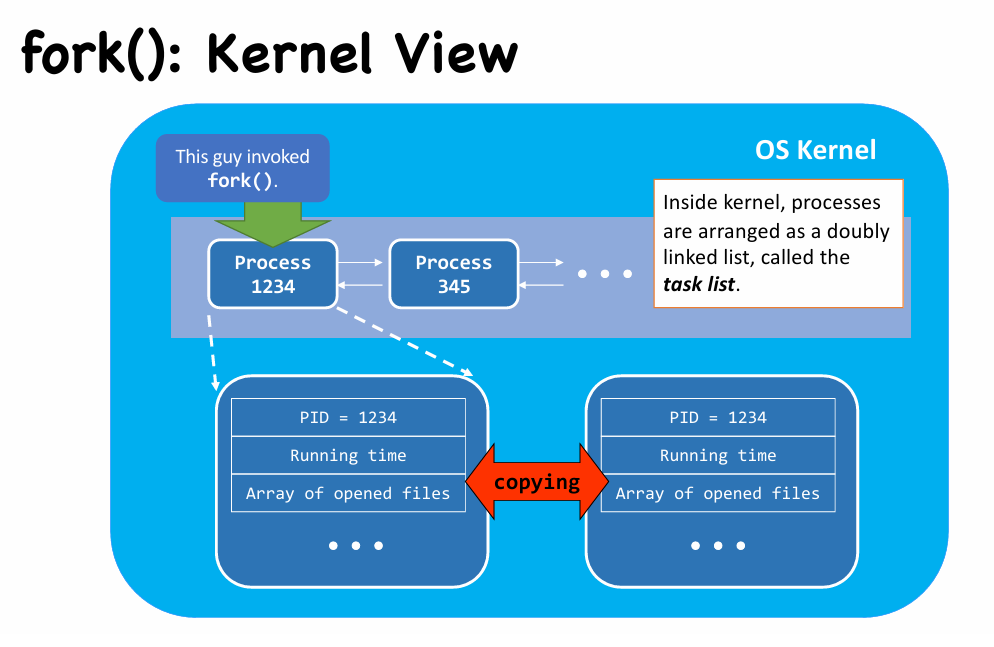 fork(): Kernel View
This guy invoked
fork().
OS Kernel
Inside kernel, processes
are arranged as a doubly
linked list, called the
task list.
Process
1234
Process
345
PID = 1234
Running time
Array of opened files
copying
PID = 1234
Running time
Array of opened files